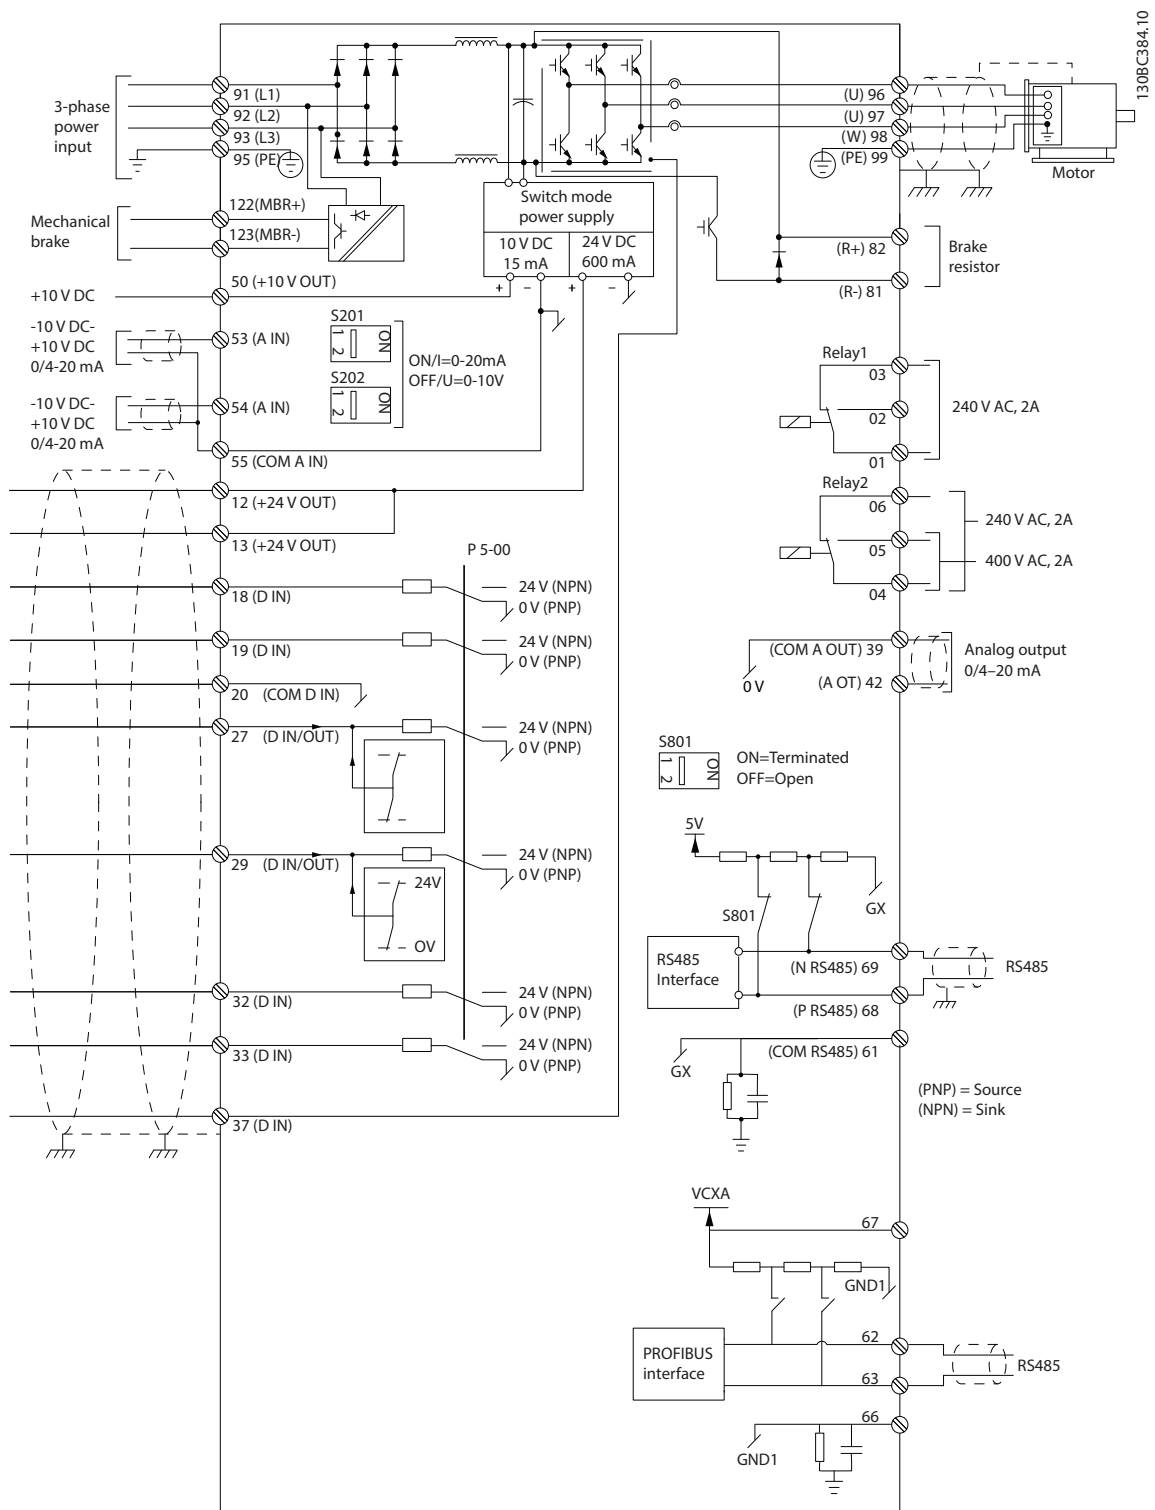 130BC384.10
3-phase
power
input
91 (L1)
92 (L2)
93 (L3)
95 (PE)
(U) 96
(U) 97
(W) 98
(PE) 99
Motor
Switch mode
power supply
10 V DC
15 mA
24 V DC
600 mA
+
-
+
-
Mechanical
brake
122(MBR+)
123(MBR-)
(R+) 82
(R-) 81
Brake
resistor
+10 V DC
50 (+10 V OUT)
-10 V DC-
+10 V DC
0/4-20 mA
53 (A IN)
S201
1
2
ON
S202
1
2
ON
ON/I=0-20mA
OFF/U=0-10V
-10 V DC-
+10 V DC
0/4-20 mA
54 (A IN)
55 (COM A IN)
12 (+24 V OUT)
13 (+24 V OUT)
Relay1
03
02
01
240 V AC, 2A
Relay2
06
05
04
240 V AC, 2A
400 V AC, 2A
P 5-00
18 (D IN)
24 V (NPN)
0 V (PNP)
19 (D IN)
24 V (NPN)
0 V (PNP)
20 (COM D IN)
27 (D IN/OUT)
24 V (NPN)
0 V (PNP)
29 (D IN/OUT)
24 V (NPN)
0 V (PNP)
24V
OV
32 (D IN)
24 V (NPN)
0 V (PNP)
33 (D IN)
24 V (NPN)
0 V (PNP)
37 (D IN)
(COM A OUT) 39
0 V
(A OT) 42
Analog output
0/4–20 mA
S801
1
2
ON
ON=Terminated
OFF=Open
5V
GX
S801
RS485
Interface
(N RS485) 69
(P RS485) 68
RS485
(COM RS485) 61
GX
(PNP) = Source
(NPN) = Sink
VCXA
67
GND1
PROFIBUS
interface
62
63
RS485
66
GND1